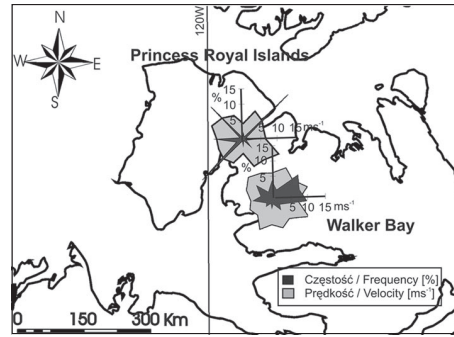 120W
N
W E
S
Princess Royal Islands
%
15
10
5
5 10 15 ms⁻¹
%
15
10
5
5 10 15 ms⁻¹
Walker Bay
Częstość / Frequency [%]
Prędkość / Velocity [ms⁻¹]
0 150 300 Km